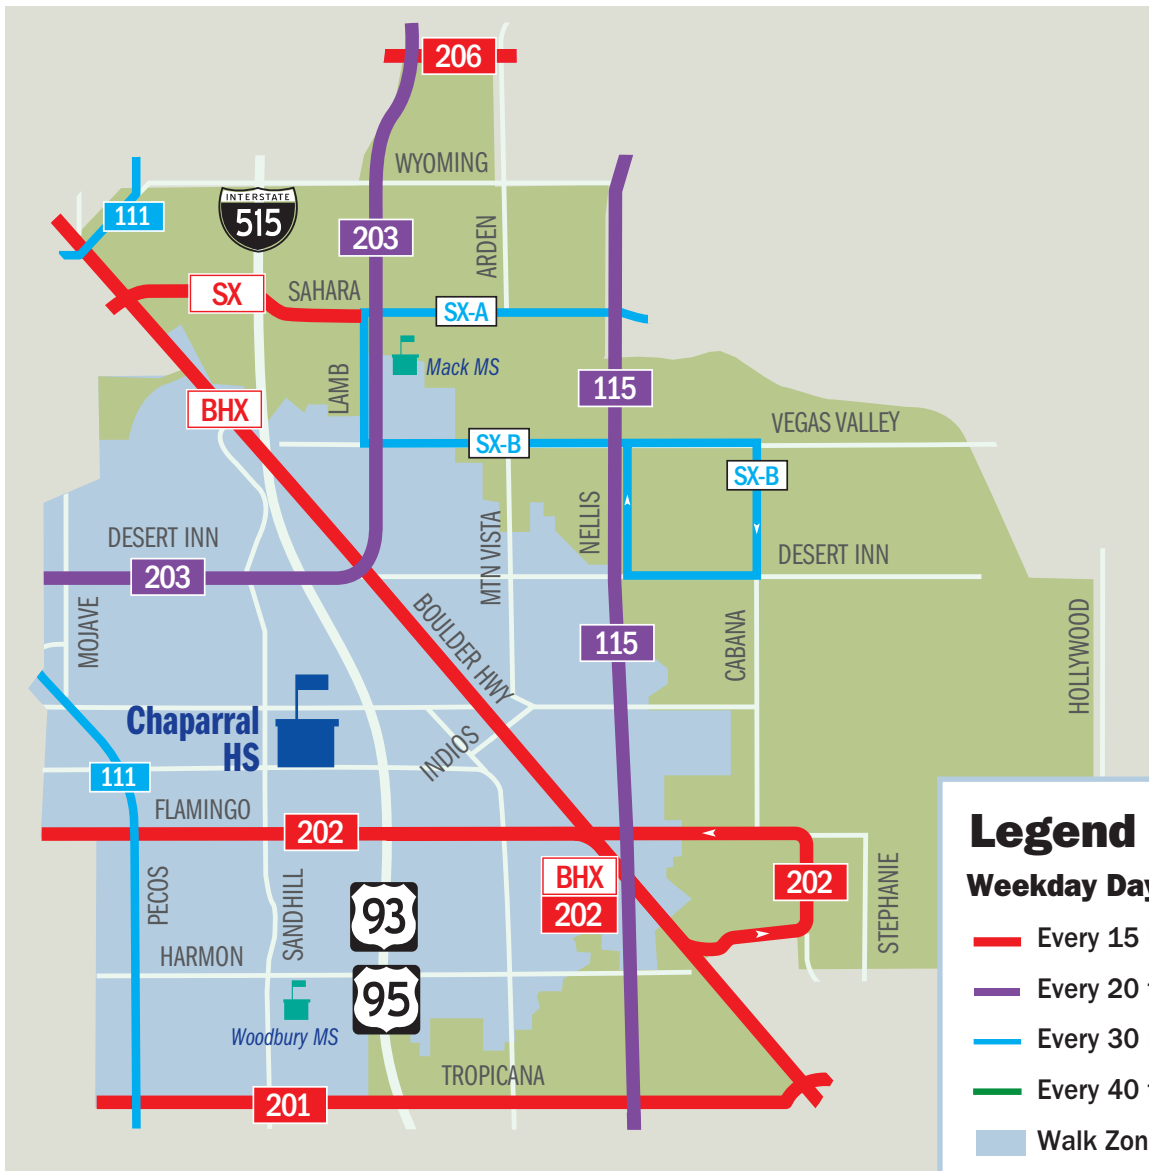 206
WYOMING
111
INTERSTATE
515
203
ARDEN
SX
SAHARA
SX-A
LAMB
Mack MS
115
BHX
VEGAS VALLEY
SX-B
SX-B
DESERT INN
NELLIS
MTN VISTA
DESERT INN
203
MOJAVE
BOULDER HWY
115
CABANA
HOLLYWOOD
Chaparral
HS
INDIOS
111
FLAMINGO
202
BHX
202
202
PECOS
SANDHILL
93
STEPHANIE
HARMON
95
Woodbury MS
TROPICANA
201
Legend
Weekday Day
Every 15
Every 20
Every 30
Every 40
Walk Zon